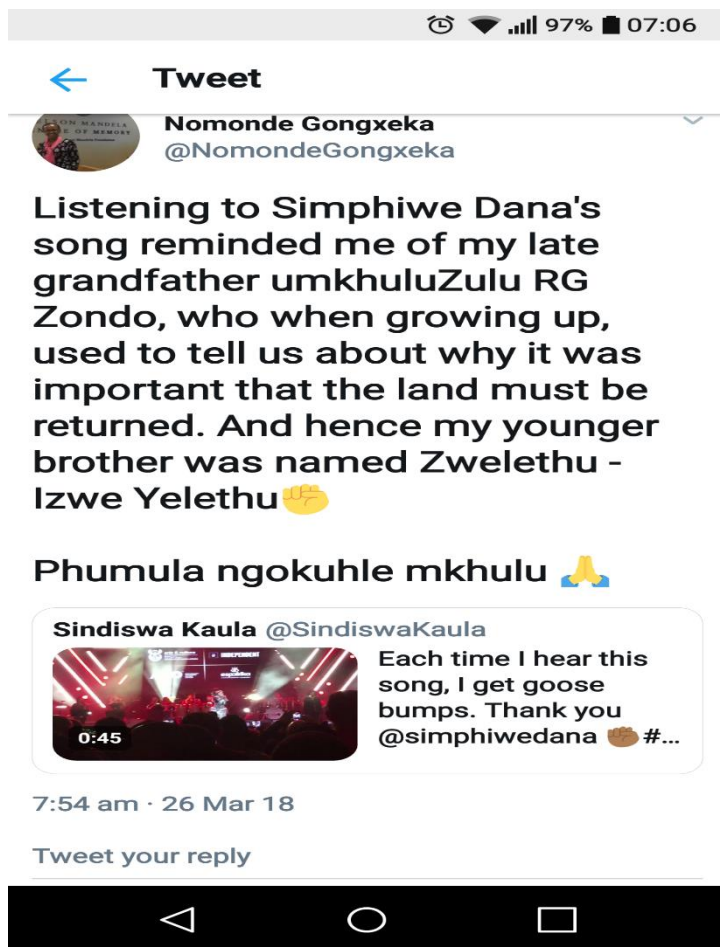 97% 07:06
Tweet
Nomonde Gongxeka
@NomondeGongxeka
Listening to Simphiwe Dana's
song reminded me of my late
grandfather umkhuluZulu RG
Zondo, who when growing up,
used to tell us about why it was
important that the land must be
returned. And hence my younger
brother was named Zwelethu -
Izwe Yelethu✊
Phumula ngokuhle mkhulu 🙏
Sindiswa Kaula @SindiswaKaula
Each time I hear this
song, I get goose
bumps. Thank you
@simphiwedana ✊🏾#...
INDEPENDENT
0:45
7:54 am · 26 Mar 18
Tweet your reply